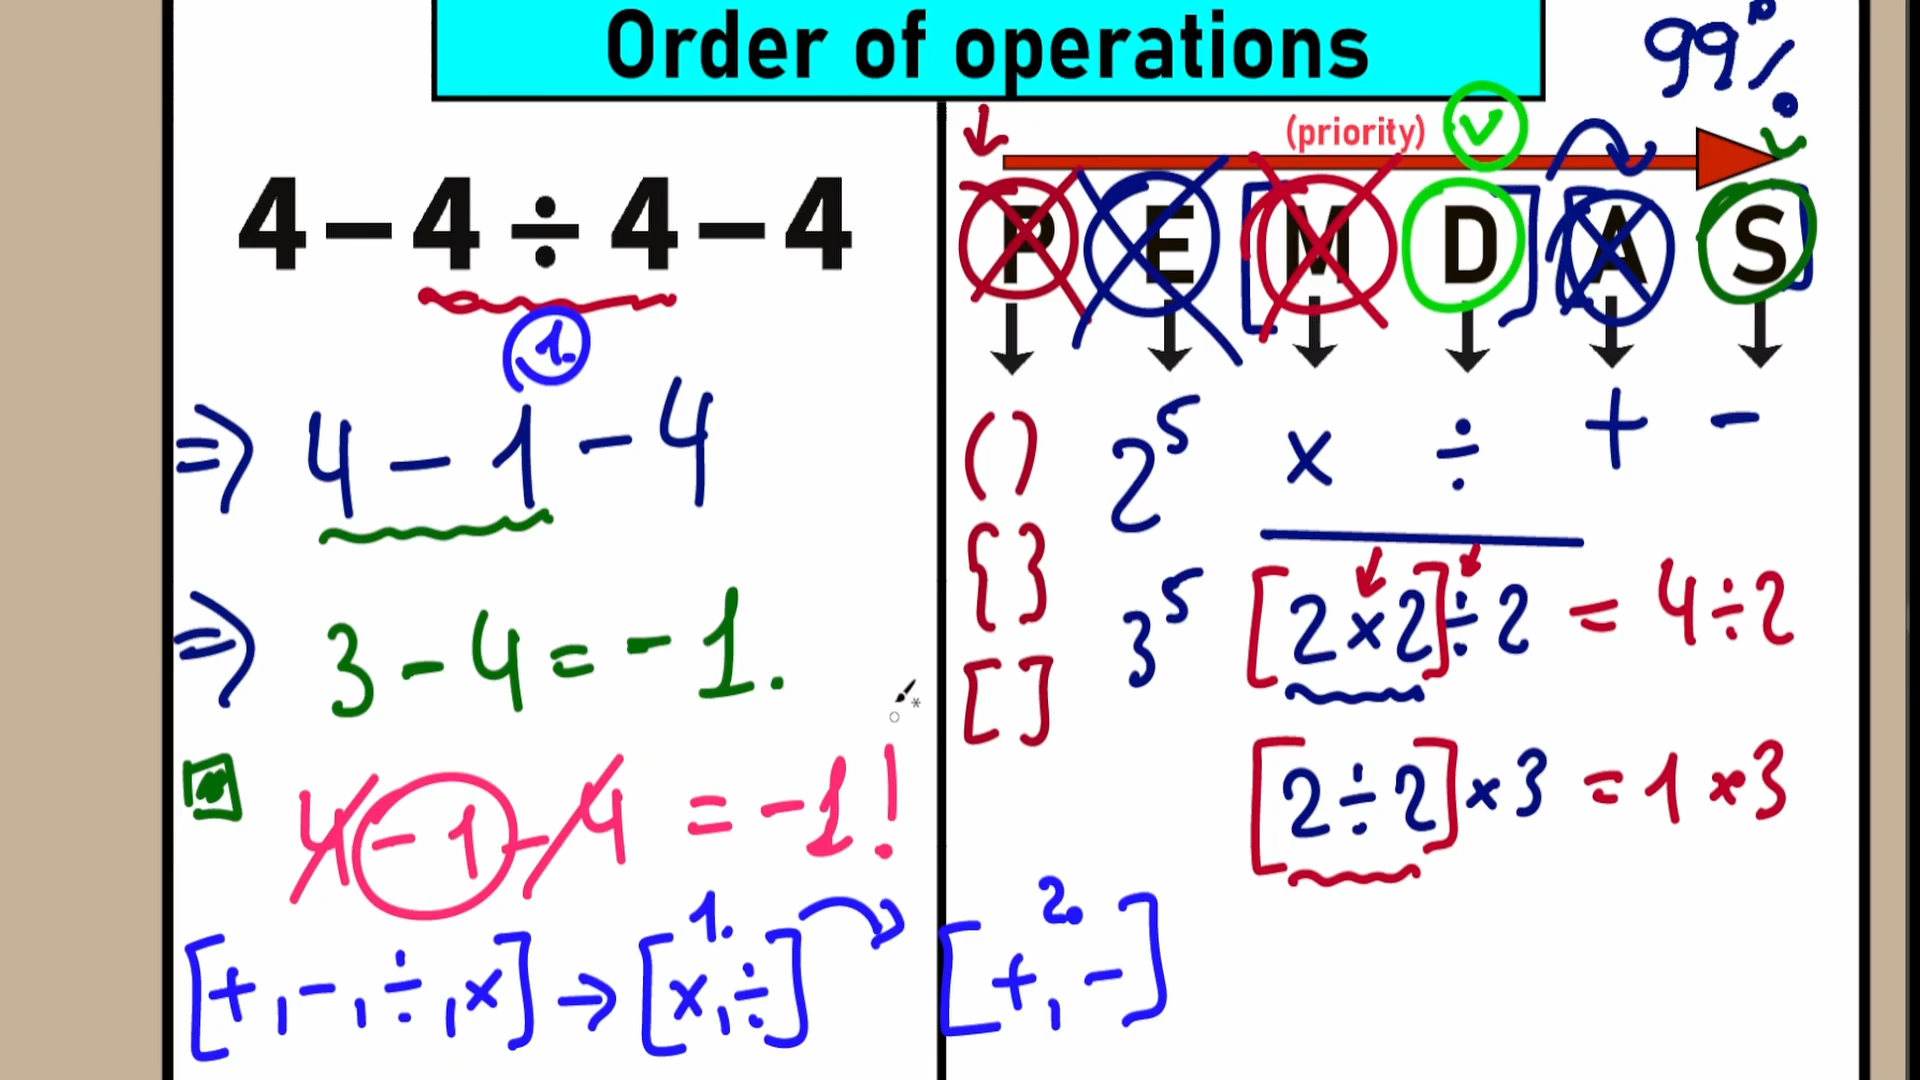 Order of operations
99%
4−4÷4−4
1.
⇒ 4 − 1 − 4
⇒ 3 − 4 = − 1.
4 − 1 − 4 = −1!
[+, −, ÷, ×] → [×, ÷]
1.
(priority)
P E M D A S
( ) 2⁵ × ÷ + −
{ } 3⁵ [2×2]÷2 = 4÷2
[ ]
[2÷2]×3 = 1×3
2.
[+, −]